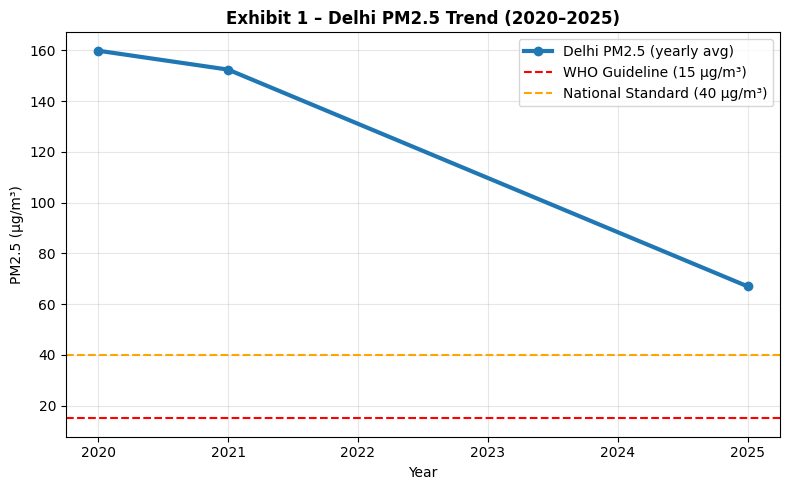 Exhibit 1 – Delhi PM2.5 Trend (2020–2025)
Delhi PM2.5 (yearly avg)
WHO Guideline (15 μg/m³)
National Standard (40 μg/m³)
PM2.5 (μg/m³)
160
140
120
100
80
60
40
20
2020 2021 2022 2023 2024 2025
Year